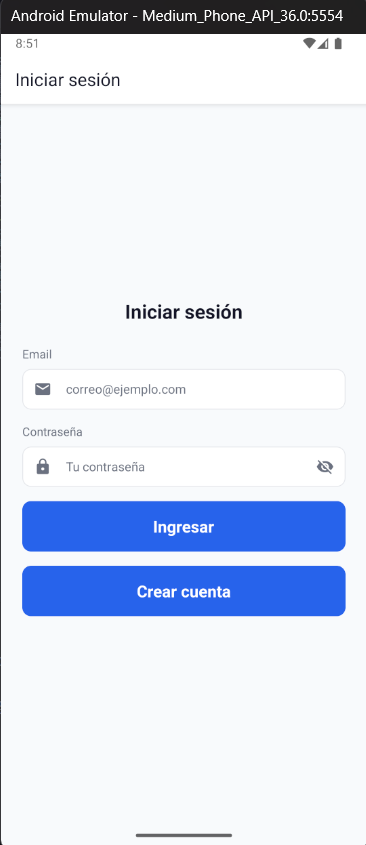 Android Emulator - Medium_Phone_API_36.0:5554
8:51
Iniciar sesión
Iniciar sesión
Email
correo@ejemplo.com
Contraseña
Tu contraseña
Ingresar
Crear cuenta